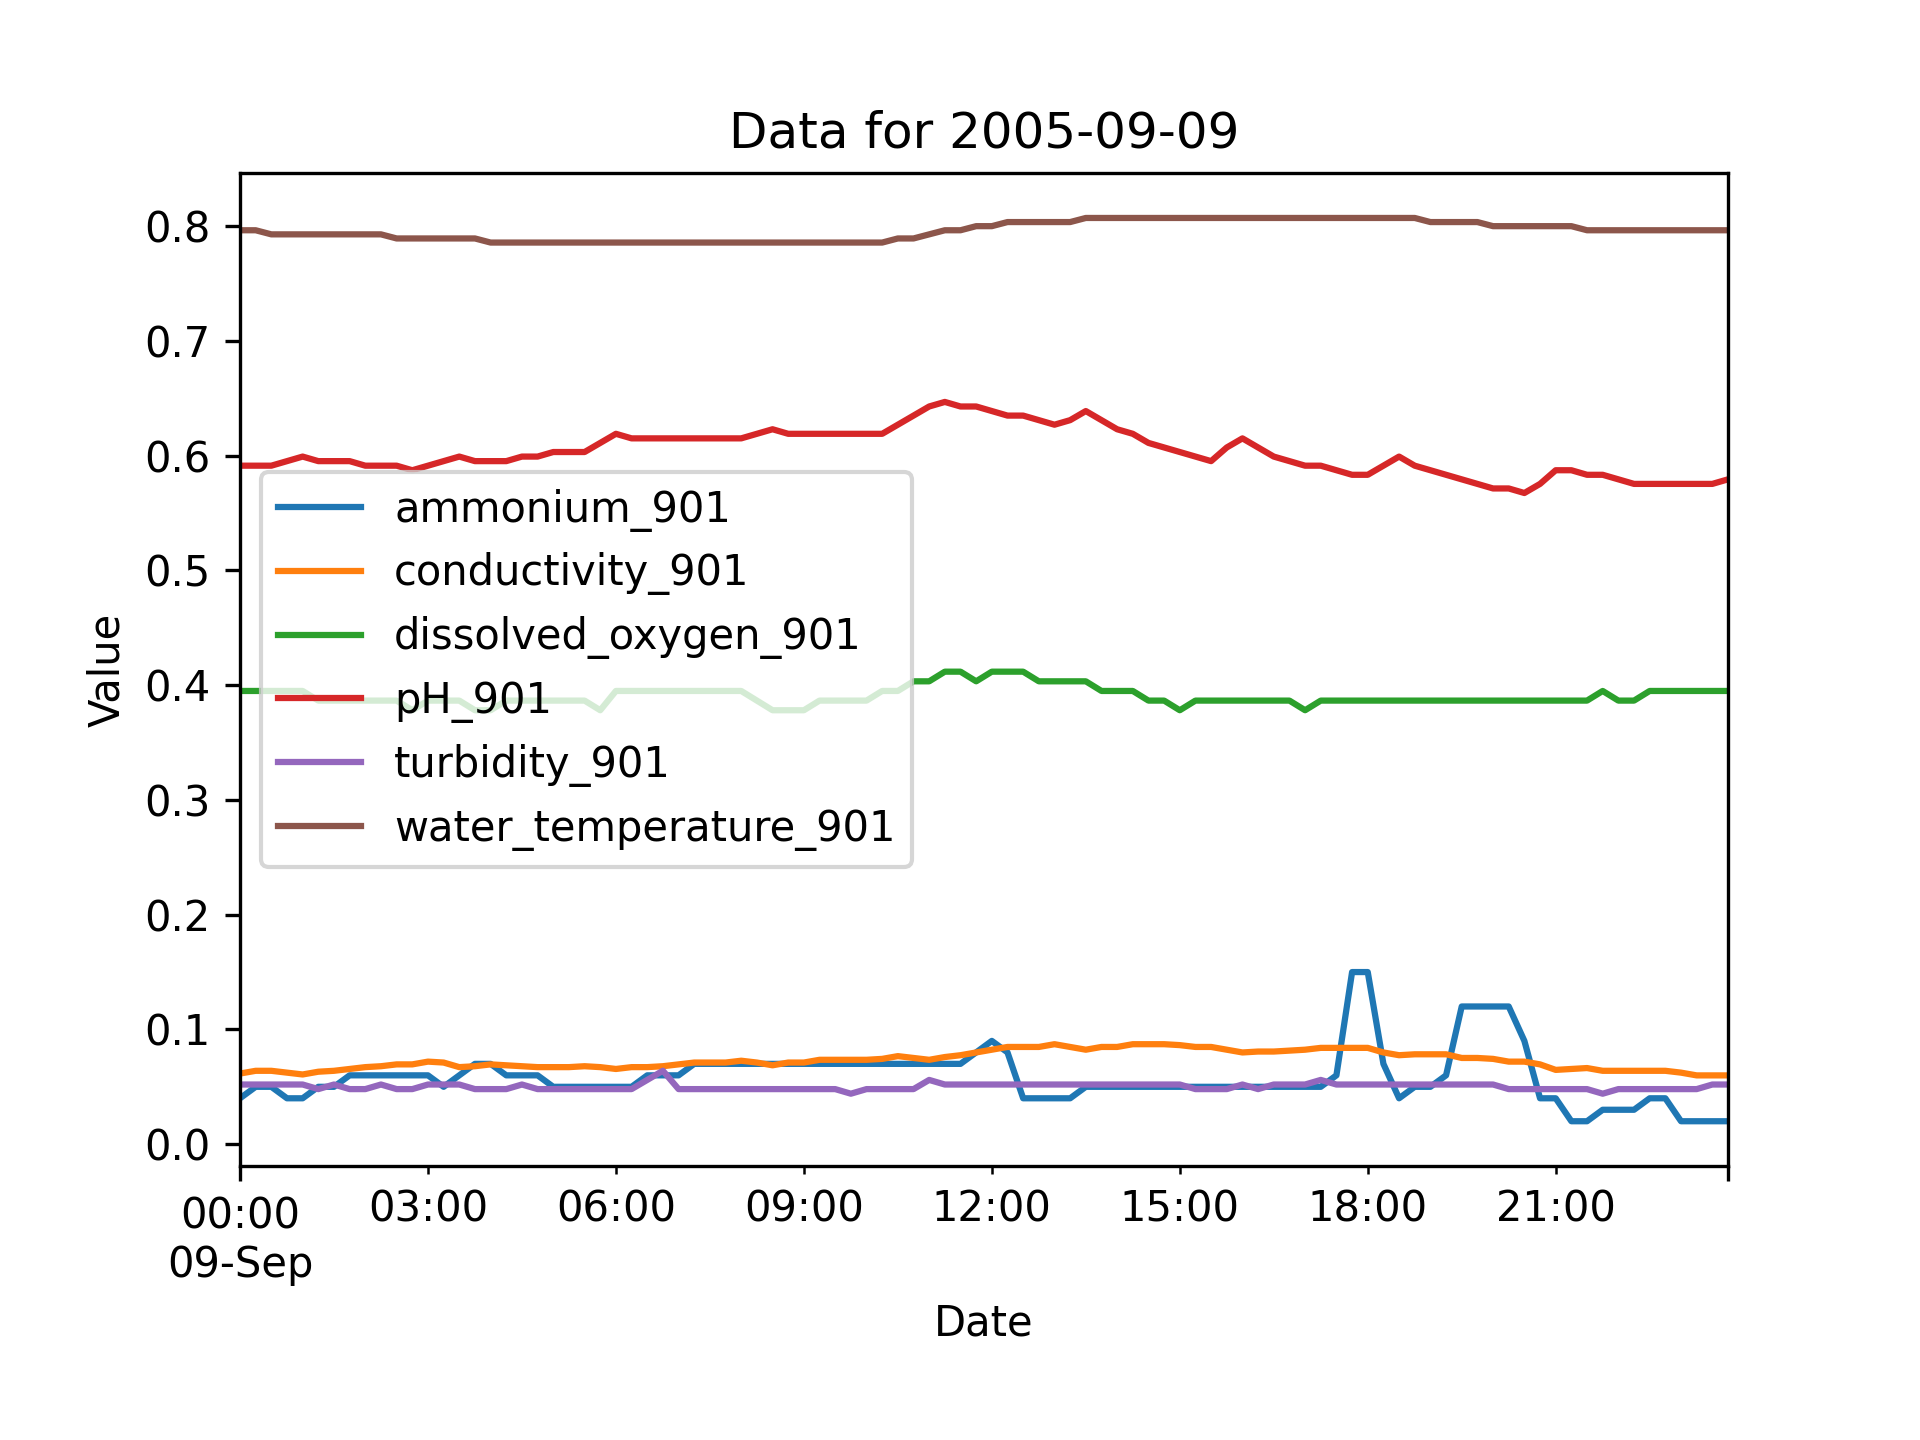 Data for 2005-09-09
Value
0.8
0.7
0.6
0.5
0.4
0.3
0.2
0.1
0.0
ammonium_901
conductivity_901
dissolved_oxygen_901
pH_901
turbidity_901
water_temperature_901
00:00 03:00 06:00 09:00 12:00 15:00 18:00 21:00
09-Sep
Date